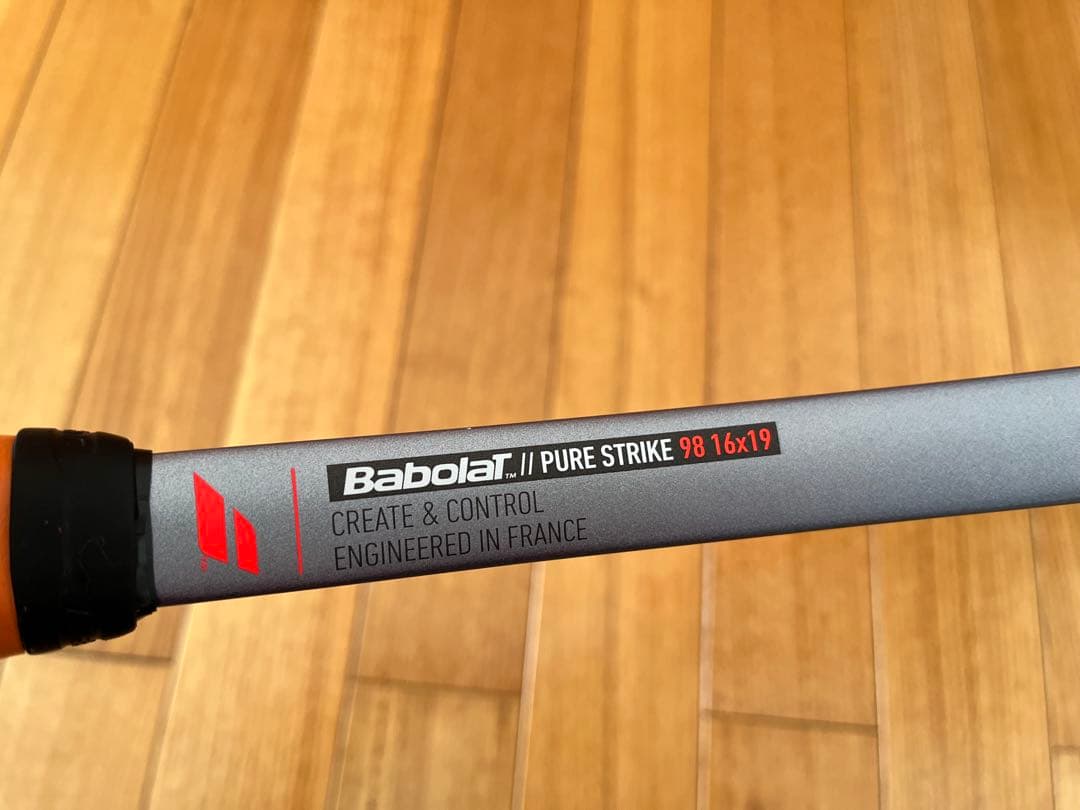 BabolaT™ // PURE STRIKE 98 16x19
CREATE & CONTROL
ENGINEERED IN FRANCE